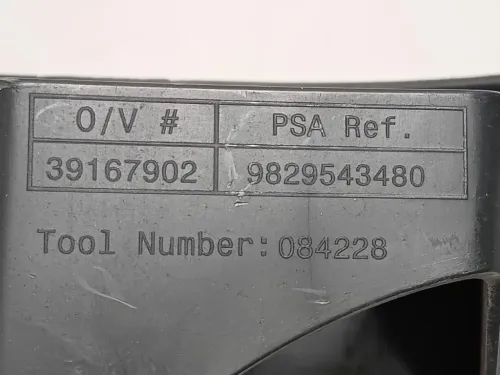 O/V # PSA Ref.
39167902 9829543480
Tool Number: 084228